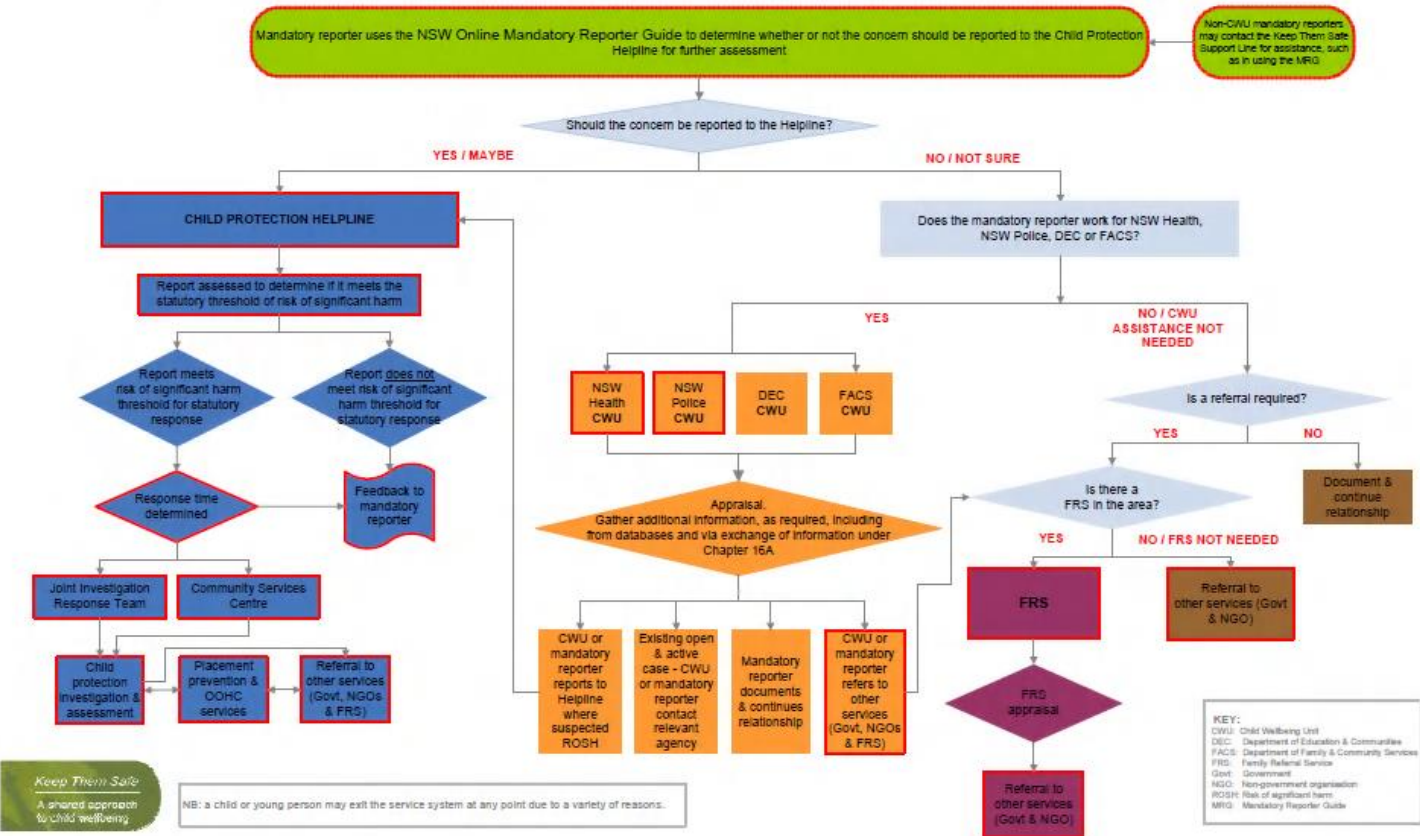 Mandatory reporter uses the NSW Online Mandatory Reporter Guide to determine whether or not the concern should be reported to the Child Protection
Helpline for further assessment
Non-CWU mandatory reporters
may contact the Keep Them Safe
Support Line for assistance, such
as in using the MRG
Should the concern be reported to the Helpline?
YES / MAYBE
NO / NOT SURE
CHILD PROTECTION HELPLINE
Does the mandatory reporter work for NSW Health,
NSW Police, DEC or FACS?
Report assessed to determine if it meets the
statutory threshold of risk of significant harm
YES
NO / CWU
ASSISTANCE NOT
NEEDED
Report meets
risk of significant harm
threshold for statutory
response
Report does not
meet risk of significant
harm threshold for
statutory response
NSW
Health
CWU
NSW
Police
CWU
DEC
CWU
FACS
CWU
Is a referral required?
YES
NO
Response time
determined
Feedback to
mandatory
reporter
Appraisal.
Gather additional information, as required, including
from databases and via exchange of information under
Chapter 16A
Is there a
FRS in the area?
Document &
continue
relationship
YES
NO / FRS NOT NEEDED
Joint Investigation
Response Team
Community Services
Centre
FRS
Referral to
other services (Govt
& NGO)
Child
protection
investigation &
assessment
Placement
prevention &
OOHC
services
Referral to
other services
(Govt, NGOs
& FRS)
CWU or
mandatory
reporter
reports to
Helpline
where
suspected
ROSH
Existing open
& active
case - CWU
or mandatory
reporter
contact
relevant
agency
Mandatory
reporter
documents
& continues
relationship
CWU or
mandatory
reporter
refers to
other
services
(Govt, NGOs
& FRS)
FRS
appraisal
Referral to
other services
(Govt & NGO)
KEY:
CWU: Child Wellbeing Unit
DEC: Department of Education & Communities
FACS: Department of Family & Community Services
FRS: Family Referral Service
Govt: Government
NGO: Non-government organisation
ROSH: Risk of significant harm
MRG: Mandatory Reporter Guide
Keep Them Safe
A shared approach
to child wellbeing
NB: a child or young person may exit the service system at any point due to a variety of reasons.